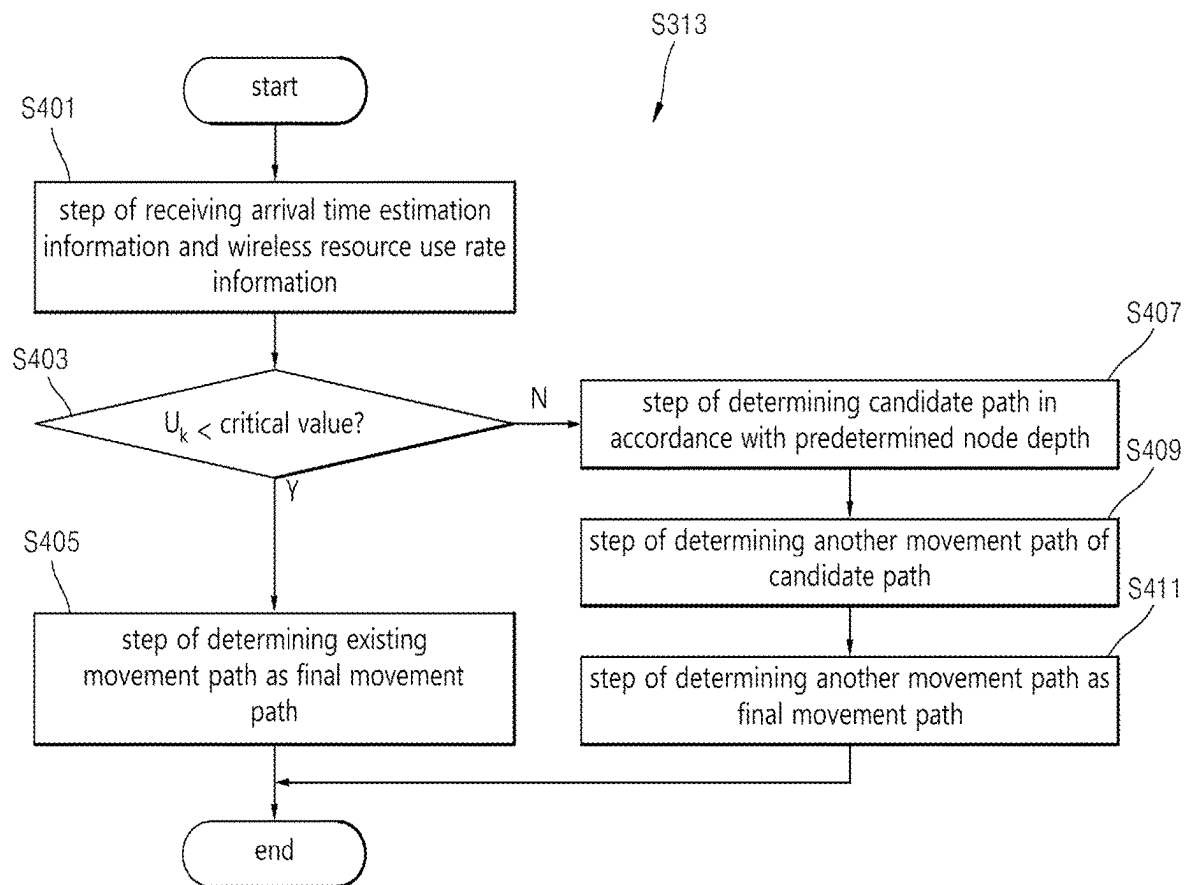 S313
start
S401
step of receiving arrival time estimation
information and wireless resource use rate
information
S403
Uk < critical value?
N
Y
S407
step of determining candidate path in
accordance with predetermined node depth
S409
step of determining another movement path of
candidate path
S405
step of determining existing
movement path as final movement
path
S411
step of determining another movement path as
final movement path
end